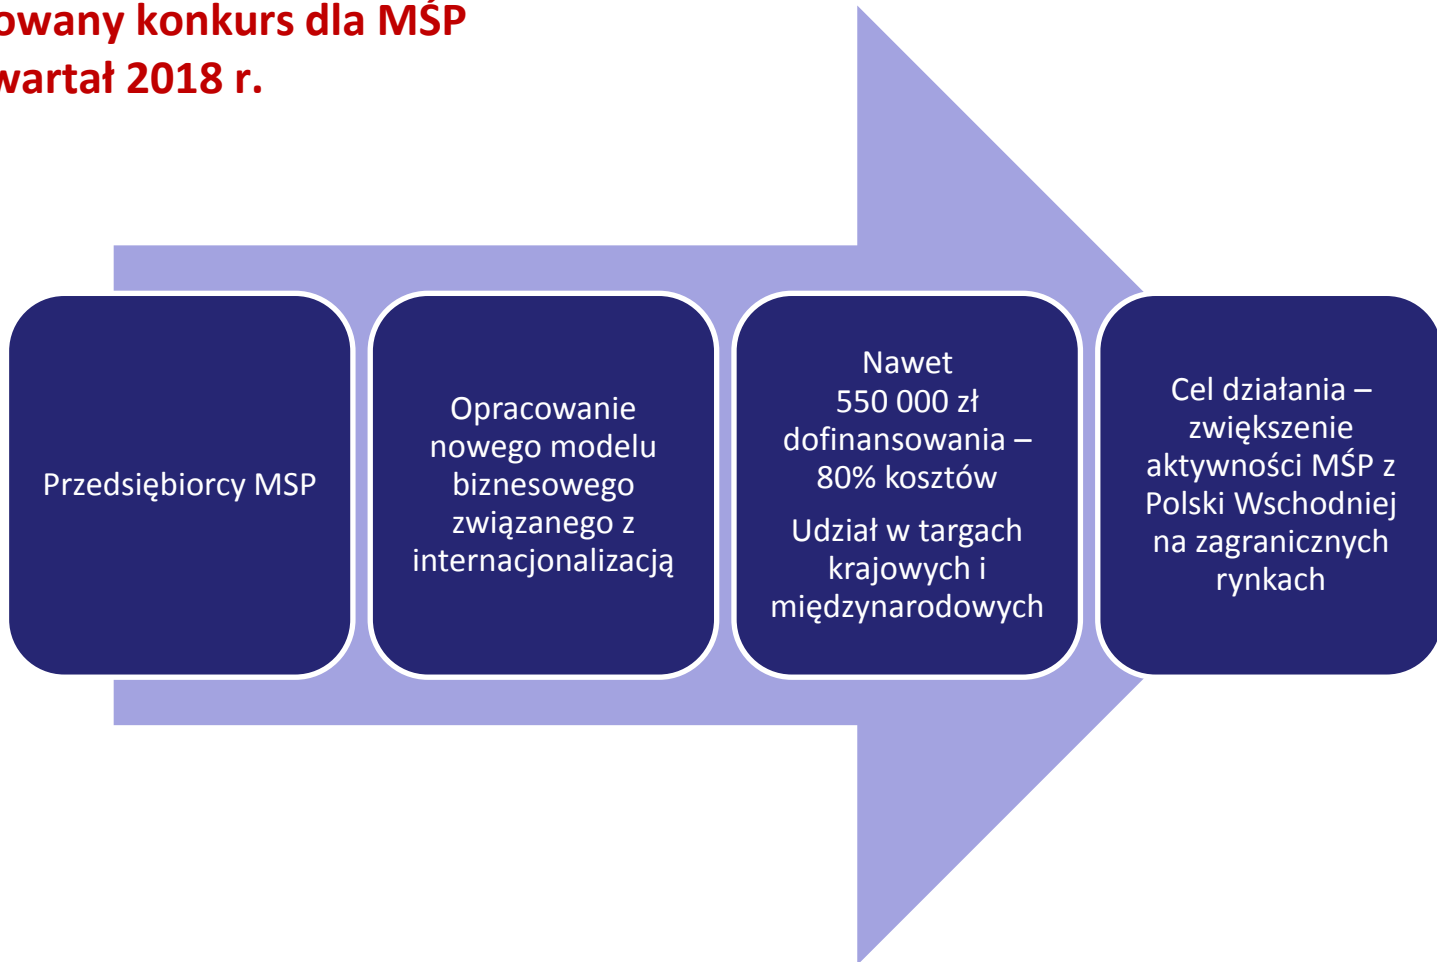 owany konkurs dla MŚP
wartał 2018 r.
Przedsiębiorcy MSP
Opracowanie
nowego modelu
biznesowego
związanego z
internacjonalizacją
Nawet
550 000 zł
dofinansowania –
80% kosztów
Udział w targach
krajowych i
międzynarodowych
Cel działania –
zwiększenie
aktywności MŚP z
Polski Wschodniej
na zagranicznych
rynkach